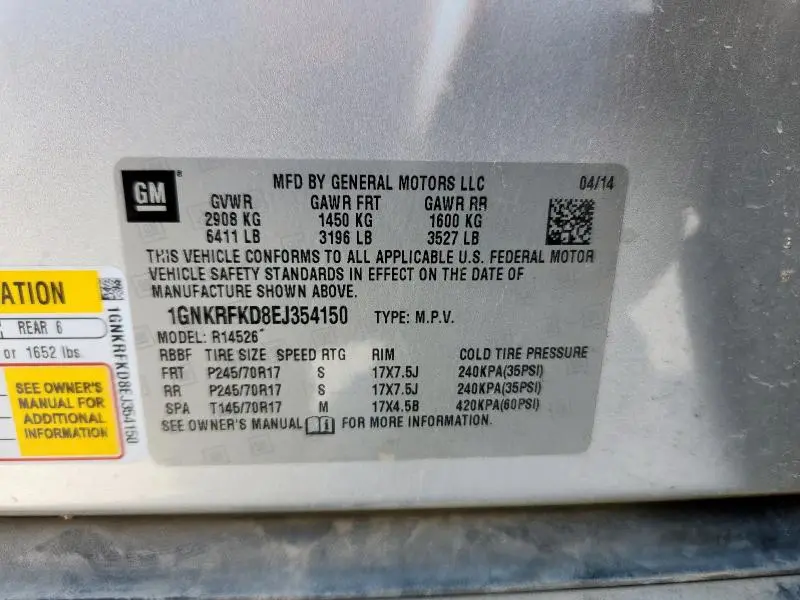 GM ®
MFD BY GENERAL MOTORS LLC 04/14
GVWR GAWR FRT GAWR RR
2908 KG 1450 KG 1600 KG
6411 LB 3196 LB 3527 LB
THIS VEHICLE CONFORMS TO ALL APPLICABLE U.S. FEDERAL MOTOR
VEHICLE SAFETY STANDARDS IN EFFECT ON THE DATE OF
MANUFACTURE SHOWN ABOVE.
1GNKRFKD8EJ354150 TYPE: M.P.V.
MODEL: R14526*
RBBF TIRE SIZE SPEED RTG RIM COLD TIRE PRESSURE
FRT P245/70R17 S 17X7.5J 240KPA(35PSI)
RR P245/70R17 S 17X7.5J 240KPA(35PSI)
SPA T145/70R17 M 17X4.5B 420KPA(60PSI)
SEE OWNER'S MANUAL FOR MORE INFORMATION.
ATION
REAR 6
or 1652 lbs.
SEE OWNER'S
MANUAL FOR
ADDITIONAL
INFORMATION
1GNKRFKD8EJ354150